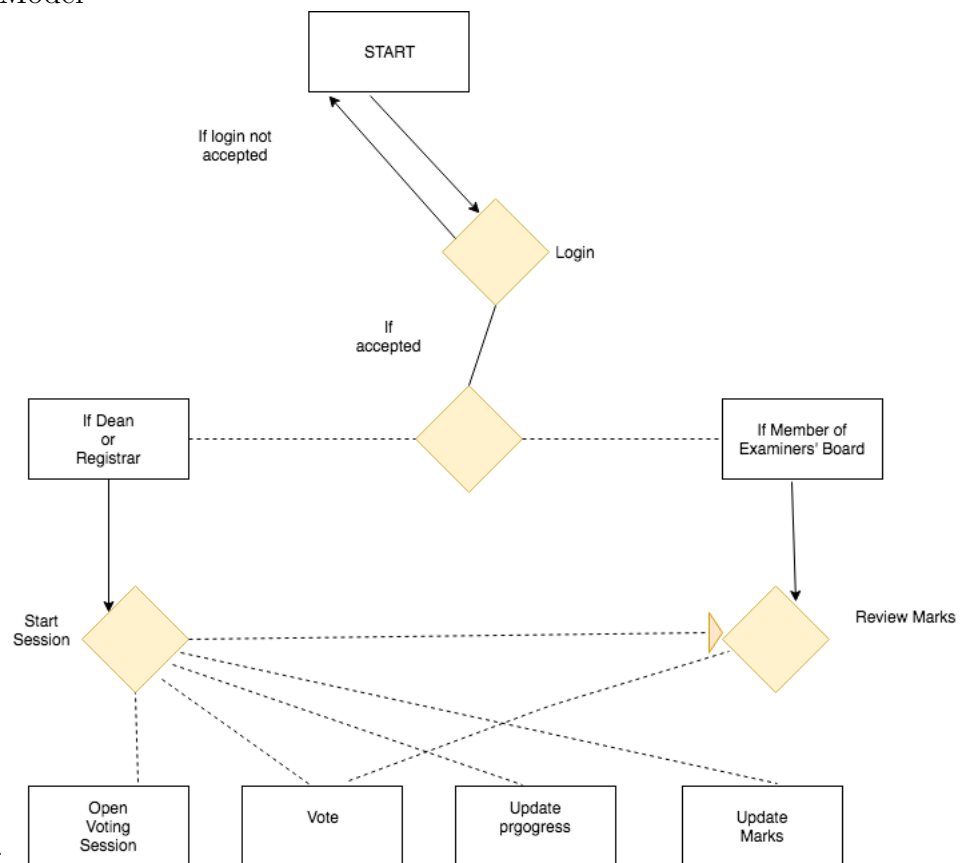 Model
START
If login not
accepted
Login
If
accepted
If Dean
or
Registrar
If Member of
Examiners' Board
Start
Session
Review Marks
Open
Voting
Session
Vote
Update
prgogress
Update
Marks